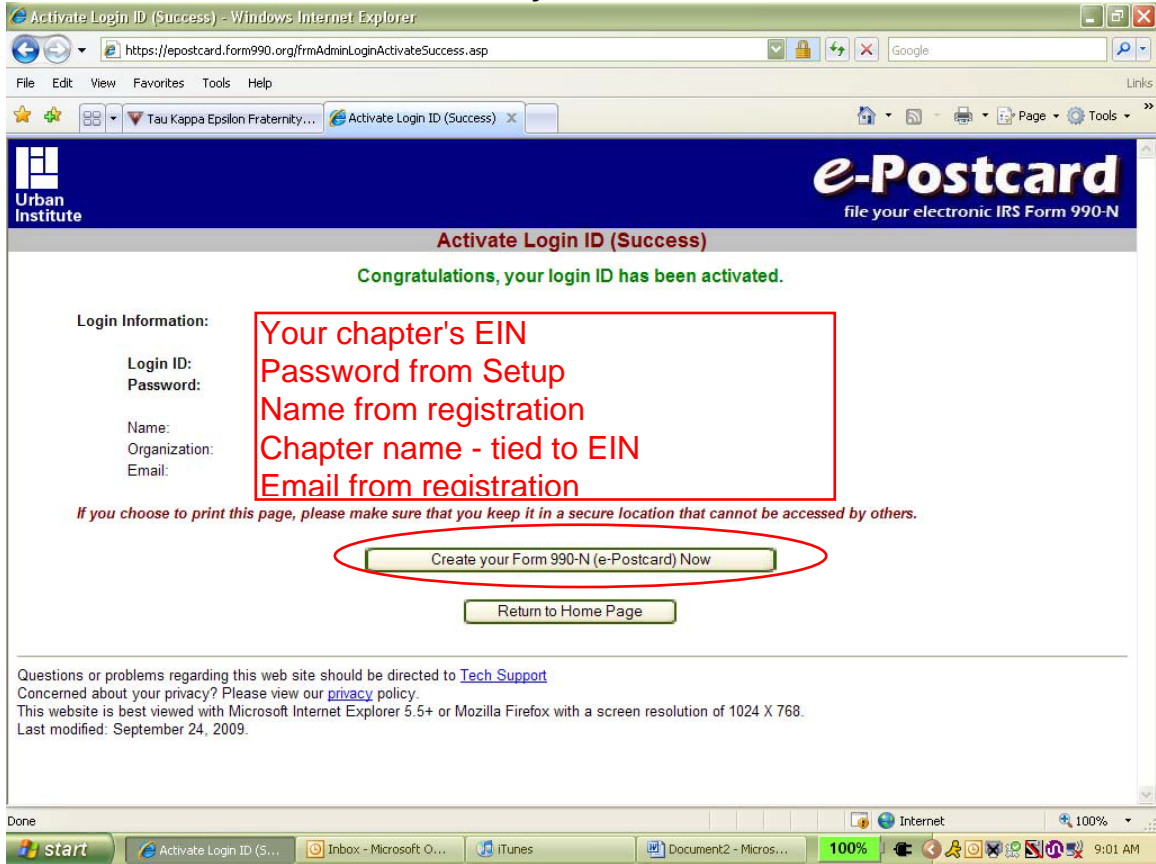 Activate Login ID (Success) - Windows Internet Explorer
https://epostcard.form990.org/frmAdminLoginActivateSuccess.asp
Google
File Edit View Favorites Tools Help
Links
Tau Kappa Epsilon Fraternity...
Activate Login ID (Success)
Page
Tools
Urban
Institute
e-Postcard
file your electronic IRS Form 990-N
Activate Login ID (Success)
Congratulations, your login ID has been activated.
Login Information:
Your chapter's EIN
Login ID:
Password from Setup
Password:
Name from registration
Name:
Chapter name - tied to EIN
Organization:
Email:
Email from registration
If you choose to print this page, please make sure that you keep it in a secure location that cannot be accessed by others.
Create your Form 990-N (e-Postcard) Now
Return to Home Page
Questions or problems regarding this web site should be directed to Tech Support
Concerned about your privacy? Please view our privacy policy.
This website is best viewed with Microsoft Internet Explorer 5.5+ or Mozilla Firefox with a screen resolution of 1024 X 768.
Last modified: September 24, 2009.
Done
Internet
100%
start
Activate Login ID (S...
Inbox - Microsoft O...
iTunes
Document2 - Micros...
100%
9:01 AM